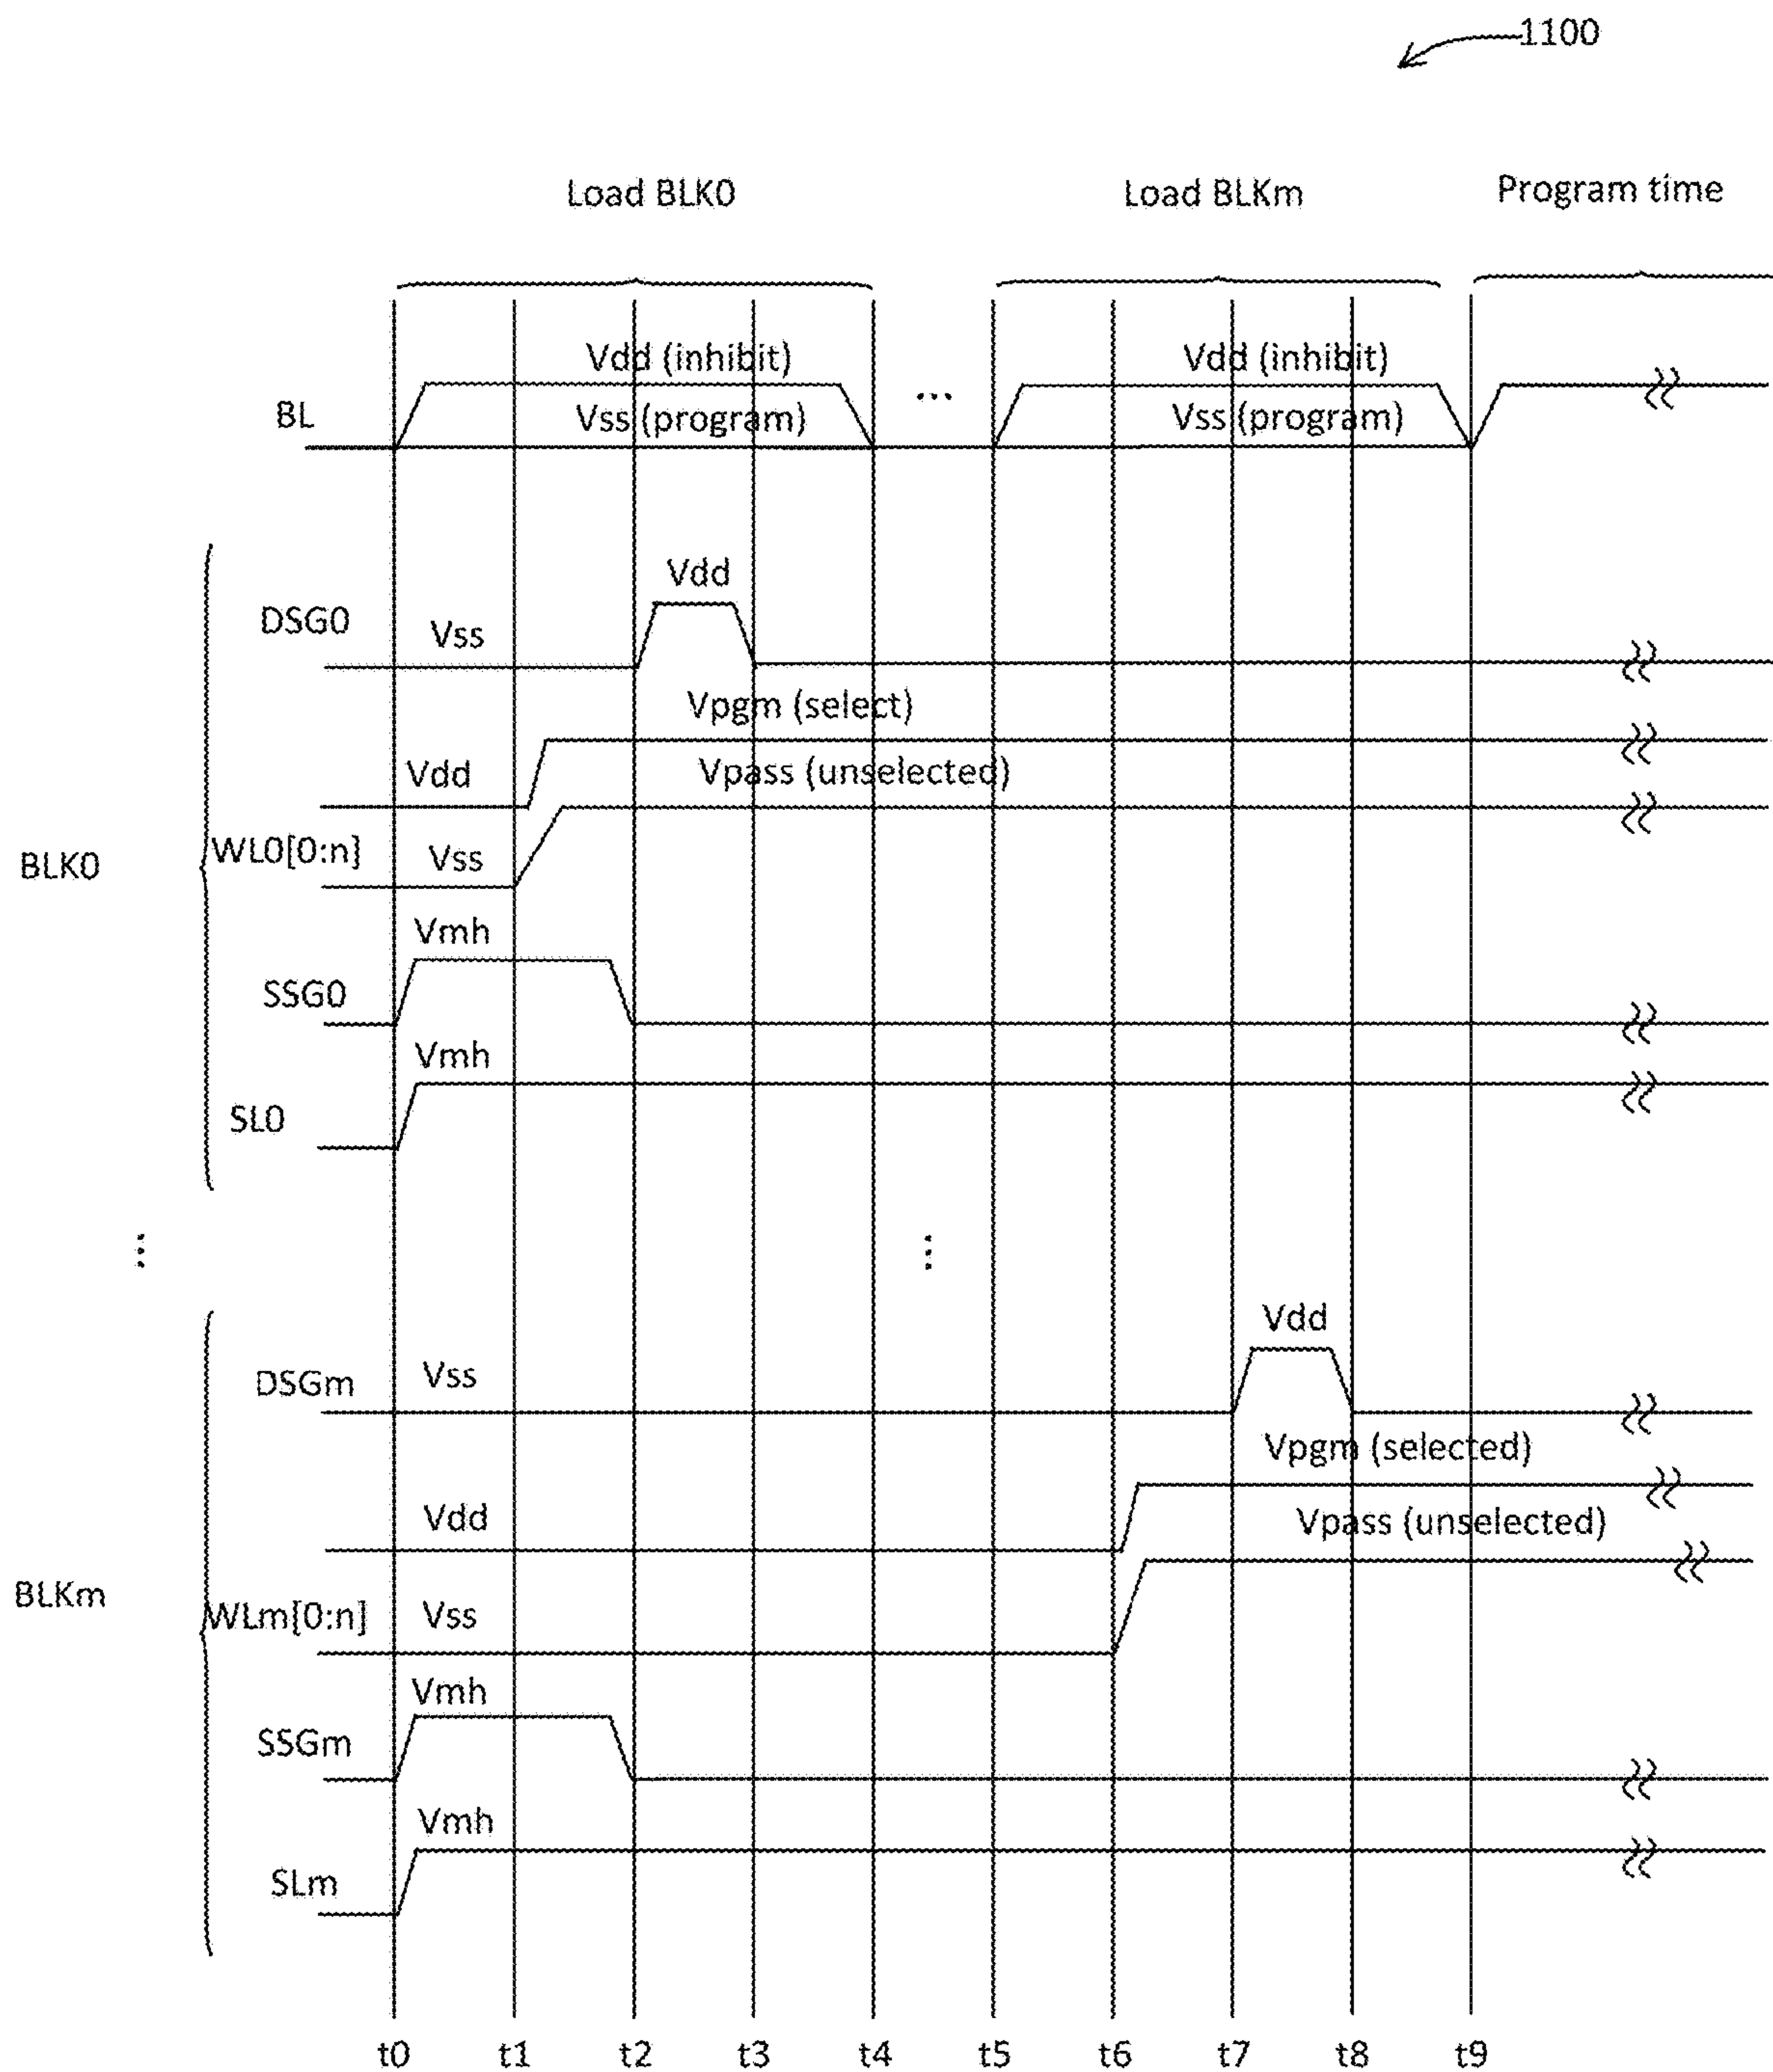 1100
Load BLK0 Load BLKm Program time
Vdd (inhibit) Vdd (inhibit)
BL Vss (program) ... Vss (program)
Vdd
DSG0 Vss
Vpgm (select)
Vdd Vpass (unselected)
WL0[0:n] Vss
BLK0
Vmh
SSG0
Vmh
SL0
... ...
Vdd
DSGm Vss
Vpgm (selected)
Vdd Vpass (unselected)
BLKm
WLm[0:n] Vss
Vmh
SSGm
Vmh
SLm
t0 t1 t2 t3 t4 t5 t6 t7 t8 t9